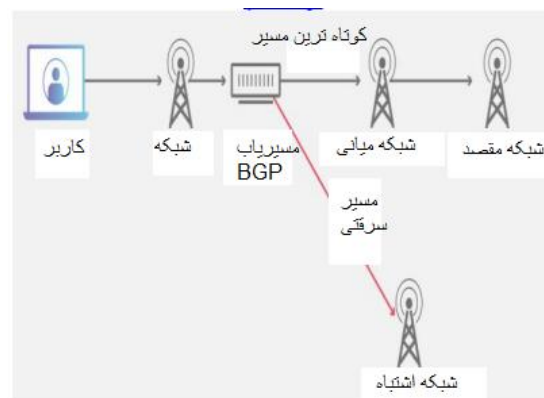 کوتاه ترین مسیر
کاربر
شبکه
مسیریاب
BGP
شبکه میانی
شبکه مقصد
مسیر
سرقتی
شبکه اشتباه